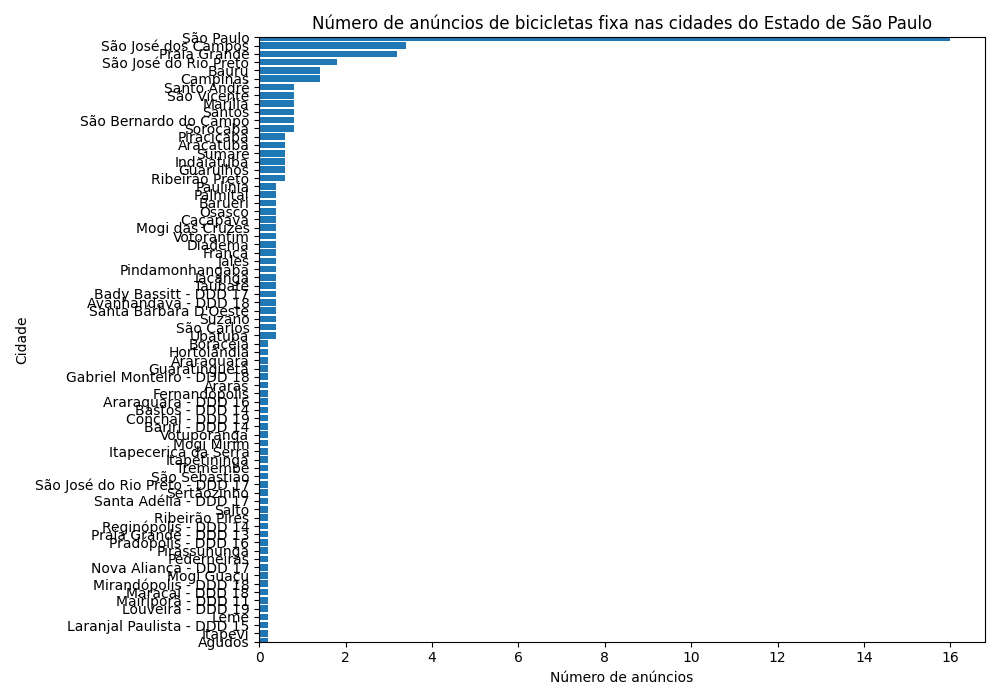 Número de anúncios de bicicletas fixa nas cidades do Estado de São Paulo
São Paulo
São José dos Campos
Praia Grande
São José do Rio Preto
Bauru
Campinas
Santo André
São Vicente
Marília
Santos
São Bernardo do Campo
Sorocaba
Piracicaba
Araçatuba
Sumaré
Indaiatuba
Guarulhos
Ribeirão Preto
Paulínia
Palmital
Barueri
Osasco
Caçapava
Mogi das Cruzes
Votorantim
Diadema
Franca
Jales
Pindamonhangaba
Iacanga
Taubaté
Bady Bassitt - DDD 17
Avanhandava - DDD 18
Santa Bárbara D'Oeste
Suzano
São Carlos
Ubatuba
Boracéia
Hortolândia
Araraquara
Guaratinguetá
Gabriel Monteiro - DDD 18
Araras
Fernandópolis
Araraquara - DDD 16
Bastos - DDD 14
Conchal - DDD 19
Bariri - DDD 14
Votuporanga
Mogi Mirim
Itapecerica da Serra
Itapetininga
Tremembé
São Sebastião
São José do Rio Preto - DDD 17
Sertãozinho
Santa Adélia - DDD 17
Salto
Ribeirão Pires
Reginópolis - DDD 14
Praia Grande - DDD 13
Pradópolis - DDD 16
Pirassununga
Pederneiras
Nova Aliança - DDD 17
Mogi Guaçu
Mirandópolis - DDD 18
Maracaí - DDD 18
Mairiporã - DDD 11
Louveira - DDD 19
Leme
Laranjal Paulista - DDD 15
Itapevi
Agudos
Cidade
0 2 4 6 8 10 12 14 16
Número de anúncios